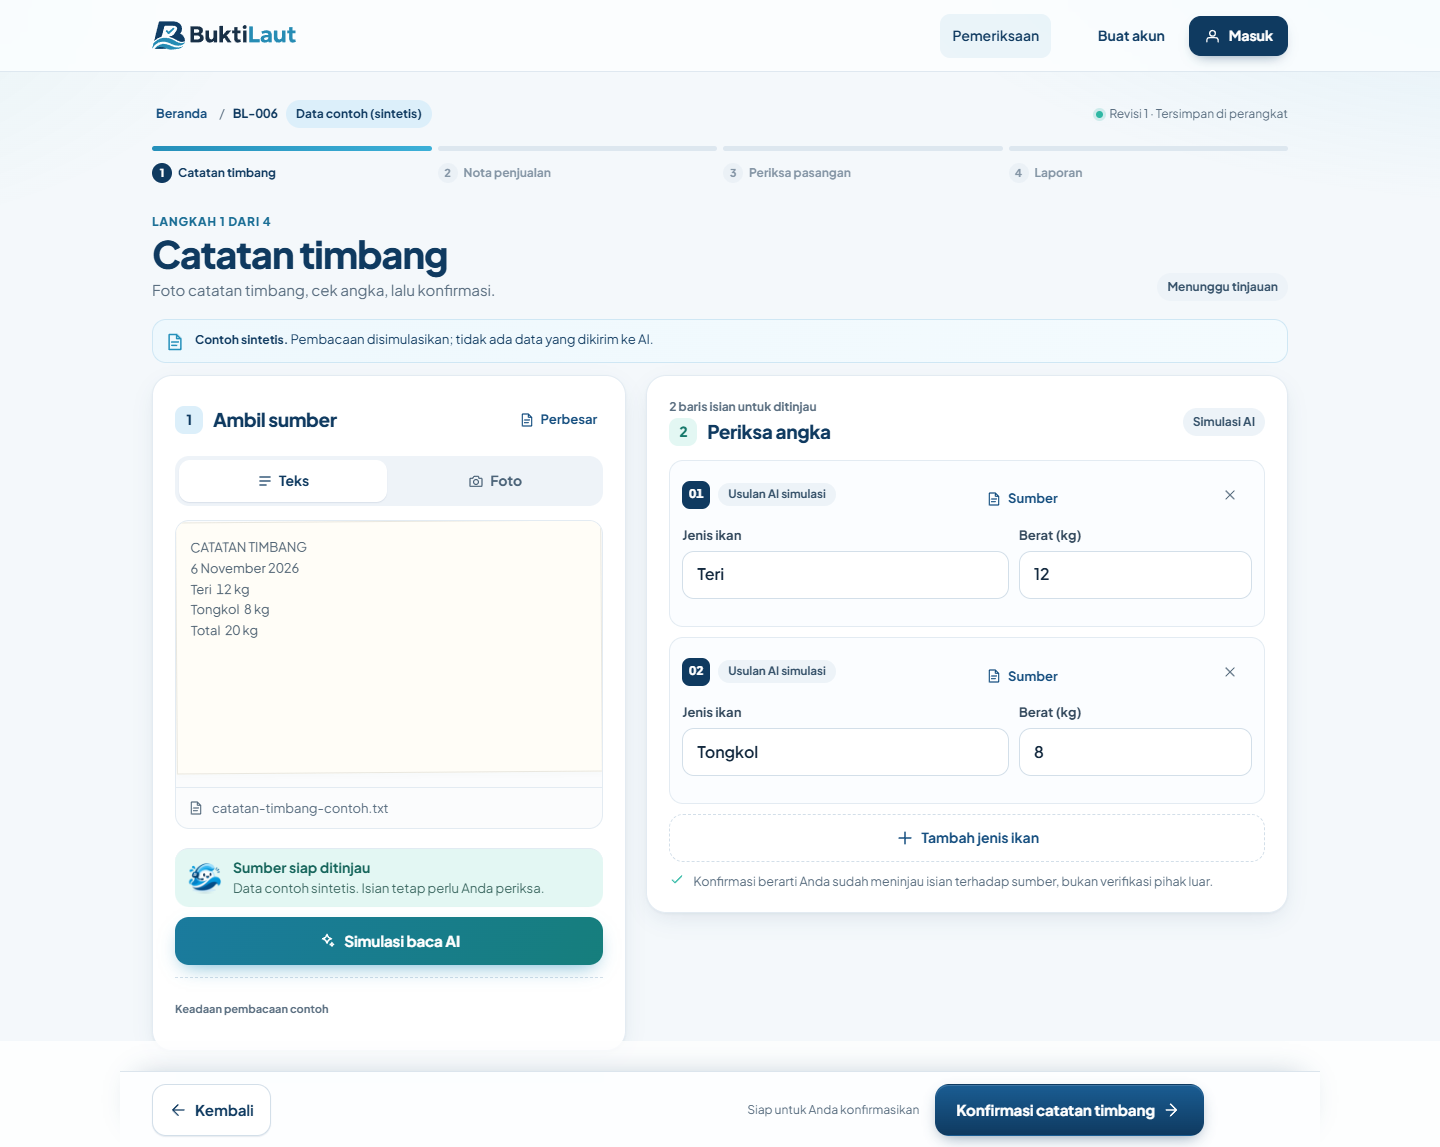 BuktiLaut
Pemeriksaan
Buat akun
Masuk
Beranda / BL-006 Data contoh (sintetis)
Revisi 1 · Tersimpan di perangkat
1 Catatan timbang
2 Nota penjualan
3 Periksa pasangan
4 Laporan
LANGKAH 1 DARI 4
Catatan timbang
Foto catatan timbang, cek angka, lalu konfirmasi.
Menunggu tinjauan
Contoh sintetis. Pembacaan disimulasikan; tidak ada data yang dikirim ke AI.
1 Ambil sumber
Perbesar
Teks
Foto
CATATAN TIMBANG
6 November 2026
Teri 12 kg
Tongkol 8 kg
Total 20 kg
catatan-timbang-contoh.txt
Sumber siap ditinjau
Data contoh sintetis. Isian tetap perlu Anda periksa.
Simulasi baca AI
Keadaan pembacaan contoh
2 baris isian untuk ditinjau
2 Periksa angka
Simulasi AI
01 Usulan AI simulasi
Sumber
Jenis ikan
Berat (kg)
Teri
12
02 Usulan AI simulasi
Sumber
Jenis ikan
Berat (kg)
Tongkol
8
Tambah jenis ikan
Konfirmasi berarti Anda sudah meninjau isian terhadap sumber, bukan verifikasi pihak luar.
Kembali
Siap untuk Anda konfirmasikan
Konfirmasi catatan timbang